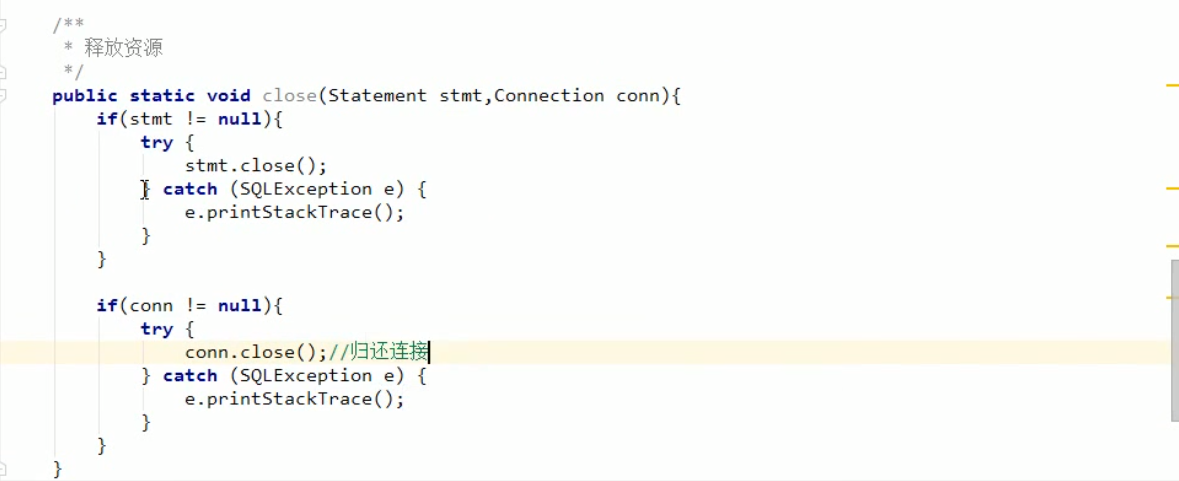 /**
 * 释放资源
 */
public static void close(Statement stmt,Connection conn){
    if(stmt != null){
        try {
            stmt.close();
        } catch (SQLException e) {
            e.printStackTrace();
        }
    }

    if(conn != null){
        try {
            conn.close();//归还连接
        } catch (SQLException e) {
            e.printStackTrace();
        }
    }
}